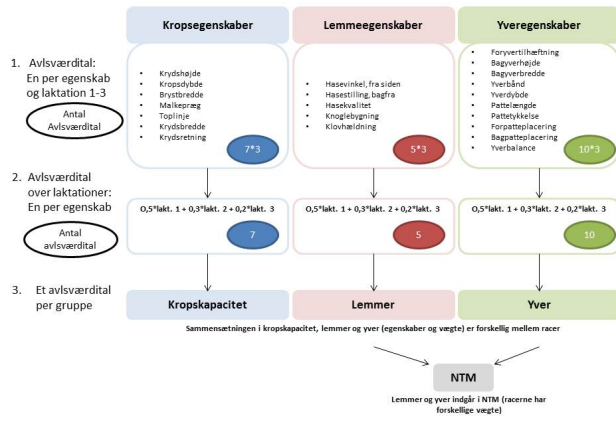 Kropsegenskaber
Lemmeegenskaber
Yveregenskaber
1. Avlsværdital:
En per egenskab
og laktation 1-3
Antal
Avlsværdital
• Krydshøjde
• Kropsdybde
• Brystbredde
• Malkepræg
• Toplinje
• Krydsbredde
• Krydsretning
7*3
• Hasevinkel, fra siden
• Hasestilling, bagfra
• Hasekvalitet
• Knoglebygning
• Klovhældning
5*3
• Foryvertilhæftning
• Bagyverhøjde
• Bagyverbredde
• Yverbånd
• Yverdybde
• Pattelængde
• Pattetykkelse
• Forpatteplacering
• Bagpatteplacering
• Yverbalance
10*3
2. Avlsværdital
over laktationer:
En per egenskab
Antal
avlsværdital
0,5*lakt. 1 + 0,3*lakt. 2 + 0,2*lakt. 3
7
0,5*lakt. 1 + 0,3*lakt. 2 + 0,2*lakt. 3
5
0,5*lakt. 1 + 0,3*lakt. 2 + 0,2*lakt. 3
10
3. Et avlsværdital
per gruppe
Kropskapacitet
Lemmer
Yver
Sammensætningen i kropskapacitet, lemmer og yver (egenskaber og vægte) er forskellig mellem racer
NTM
Lemmer og yver indgår i NTM (racerne har
forskellige vægte)